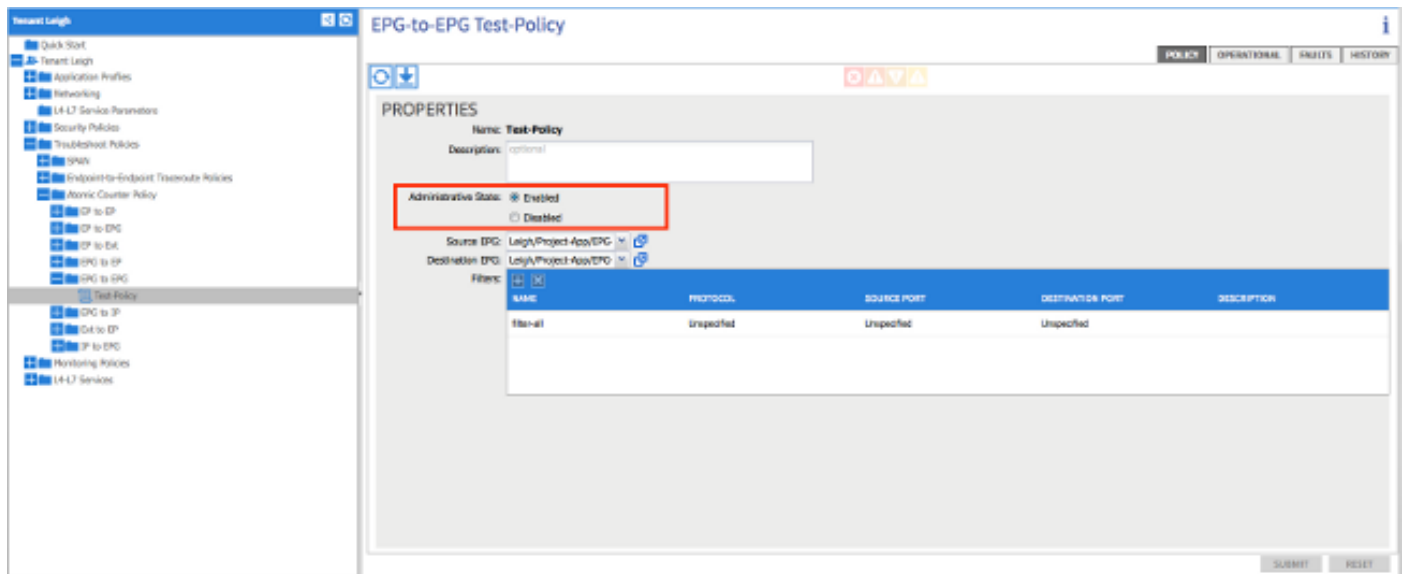 Tenant Leigh
Quick Start
Tenant Leigh
Application Profiles
Networking
L4-L7 Service Parameters
Security Policies
Troubleshoot Policies
SPAN
Endpoint-to-Endpoint Traceroute Policies
Atomic Counter Policy
EP to EP
EP to EPG
EP to Ext
EPG to EP
EPG to EPG
Test-Policy
EPG to IP
Ext to EP
IP to EPG
Monitoring Policies
L4-L7 Services
EPG-to-EPG Test-Policy
i
POLICY OPERATIONAL FAULTS HISTORY
PROPERTIES
Name: Test-Policy
Description: optional
Administrative State: Enabled
Disabled
Source EPG: Leigh/Project-App/EPG-
Destination EPG: Leigh/Project-App/EPG-
Filters:
NAME PROTOCOL SOURCE PORT DESTINATION PORT DESCRIPTION
filter-all Unspecified Unspecified Unspecified
SUBMIT RESET